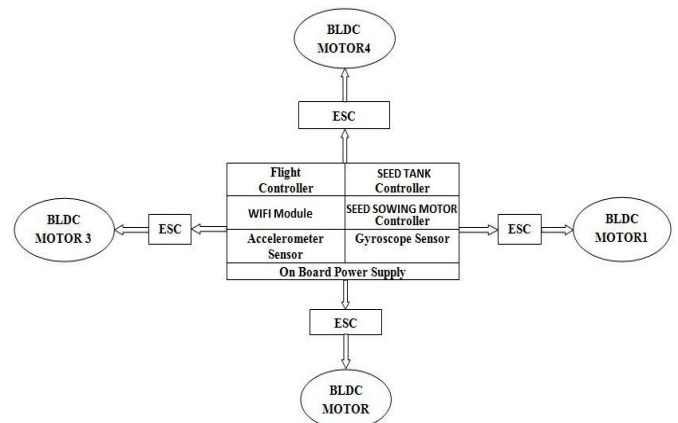 BLDC
MOTOR4
ESC
Flight
Controller
SEED TANK
Controller
WIFI Module
SEED SOWING MOTOR
Controller
Accelerometer
Sensor
Gyroscope Sensor
On Board Power Supply
BLDC
MOTOR 3
ESC
ESC
BLDC
MOTOR1
ESC
BLDC
MOTOR